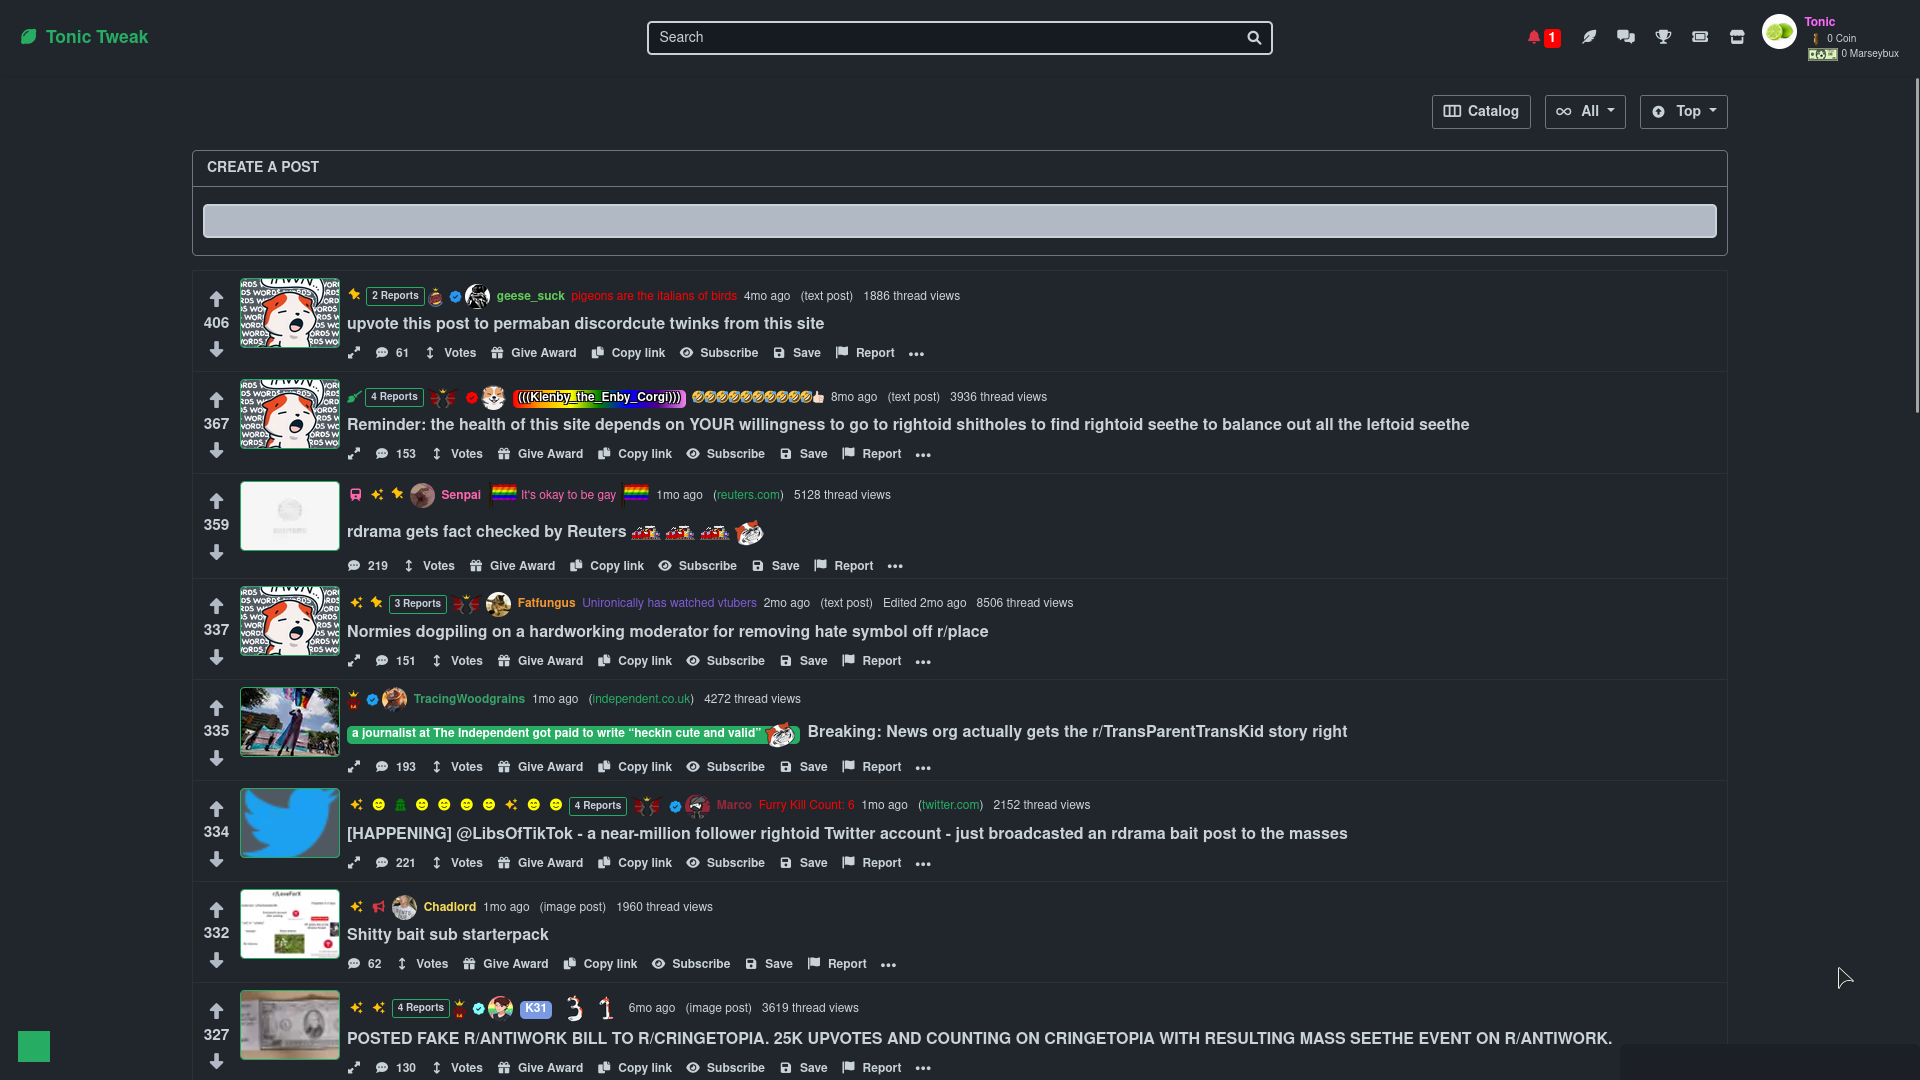 Tonic Tweak
Search
1
Tonic
0 Coin
0 Marseybux
Catalog
All
Top
CREATE A POST
2 Reports geese_suck pigeons are the italians of birds 4mo ago (text post) 1886 thread views
406
upvote this post to permaban discordcute twinks from this site
61 Votes Give Award Copy link Subscribe Save Report
4 Reports (((Klenby_the_Enby_Corgi))) 8mo ago (text post) 3936 thread views
367
Reminder: the health of this site depends on YOUR willingness to go to rightoid shitholes to find rightoid seethe to balance out all the leftoid seethe
153 Votes Give Award Copy link Subscribe Save Report
Senpai It's okay to be gay 1mo ago (reuters.com) 5128 thread views
359
rdrama gets fact checked by Reuters
219 Votes Give Award Copy link Subscribe Save Report
3 Reports Fatfungus Unironically has watched vtubers 2mo ago (text post) Edited 2mo ago 8506 thread views
337
Normies dogpiling on a hardworking moderator for removing hate symbol off r/place
151 Votes Give Award Copy link Subscribe Save Report
TracingWoodgrains 1mo ago (independent.co.uk) 4272 thread views
335
a journalist at The Independent got paid to write “heckin cute and valid” Breaking: News org actually gets the r/TransParentTransKid story right
193 Votes Give Award Copy link Subscribe Save Report
4 Reports Marco Furry Kill Count: 6 1mo ago (twitter.com) 2152 thread views
334
[HAPPENING] @LibsOfTikTok - a near-million follower rightoid Twitter account - just broadcasted an rdrama bait post to the masses
221 Votes Give Award Copy link Subscribe Save Report
Chadlord 1mo ago (image post) 1960 thread views
332
Shitty bait sub starterpack
62 Votes Give Award Copy link Subscribe Save Report
4 Reports K31 3 1 6mo ago (image post) 3619 thread views
327
POSTED FAKE R/ANTIWORK BILL TO R/CRINGETOPIA. 25K UPVOTES AND COUNTING ON CRINGETOPIA WITH RESULTING MASS SEETHE EVENT ON R/ANTIWORK.
130 Votes Give Award Copy link Subscribe Save Report